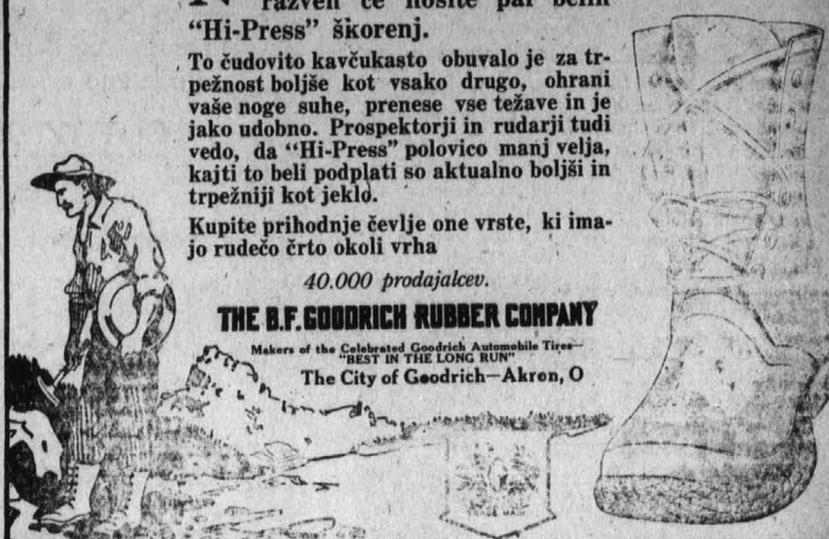 razven če nosite par belih
“Hi-Press” škorenj.
To čudovito kavčukasto obuvalo je za tr-
pežnost boljše kot vsako drugo, ohrani
vaše noge suhe, prenese vse težave in je
jako udobno. Prospektorji in rudarji tudi
vedo, da “Hi-Press” polovico manj velja,
kajti to beli podplati so aktualno boljši in
trpežniji kot jeklo.
Kupite prihodnje čevlje one vrste, ki ima-
jo rudečo črto okoli vrha
40.000 prodajalcev.
THE B.F. GOODRICH RUBBER COMPANY
Makers of the Celebrated Goodrich Automobile Tires—
“BEST IN THE LONG RUN”
The City of Goodrich—Akron, O
TRADE MARK